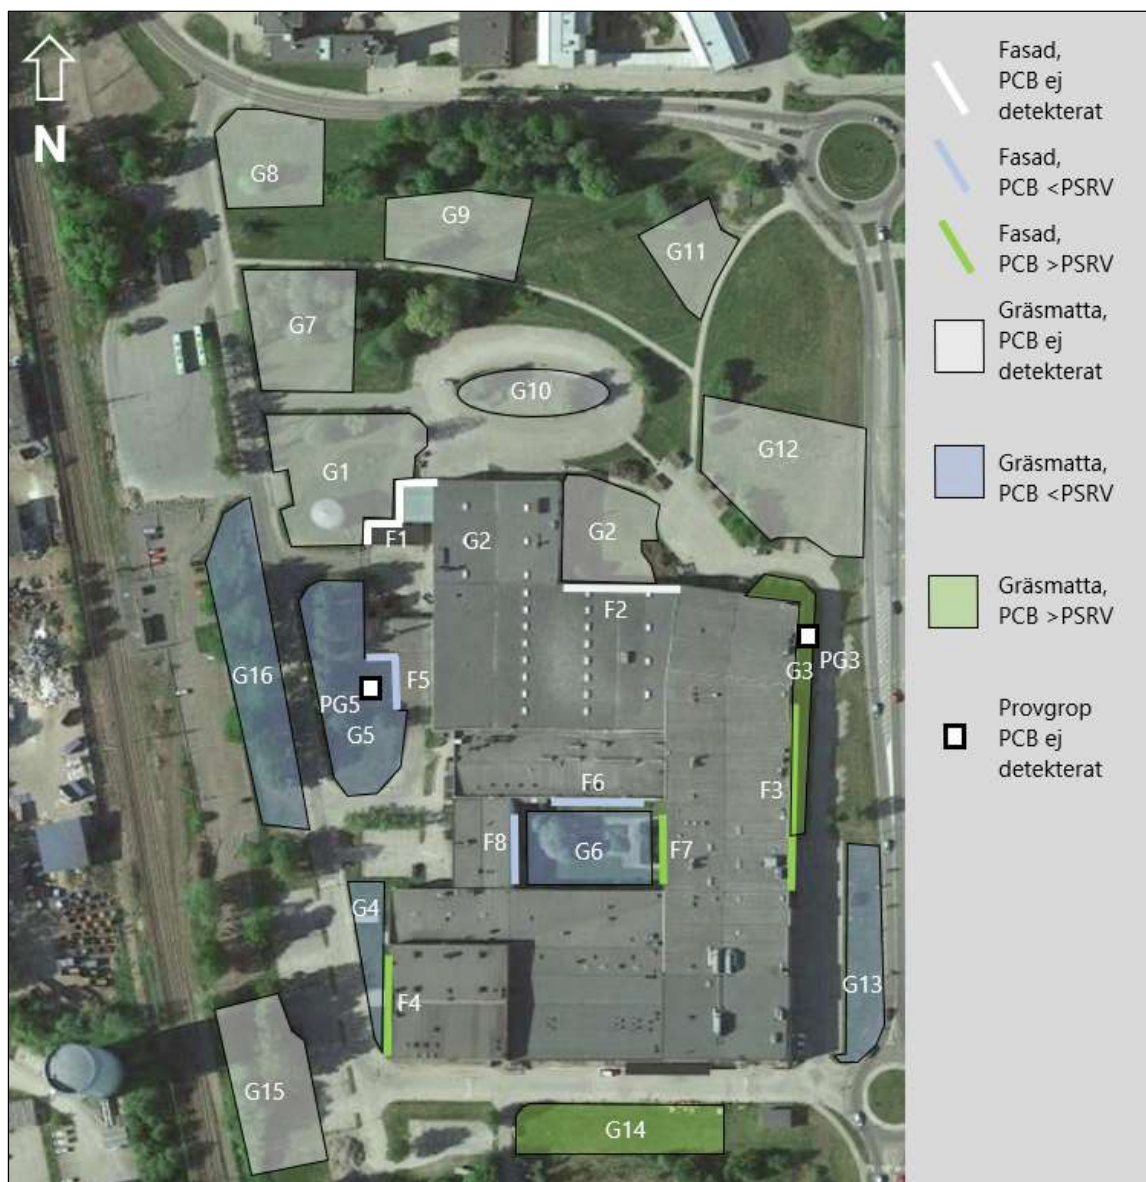 N
G8
G9
G11
G7
G10
G1
G12
F1
G2
G2
F2
G3
PG3
G16
F5
PG5
G5
F6
F3
F8
G6
F7
G4
F4
G13
G15
G14
Fasad,
PCB ej
detekterat
Fasad,
PCB <PSRV
Fasad,
PCB >PSRV
Gräsmatta,
PCB ej
detekterat
Gräsmatta,
PCB <PSRV
Gräsmatta,
PCB >PSRV
Provgrop
PCB ej
detekterat